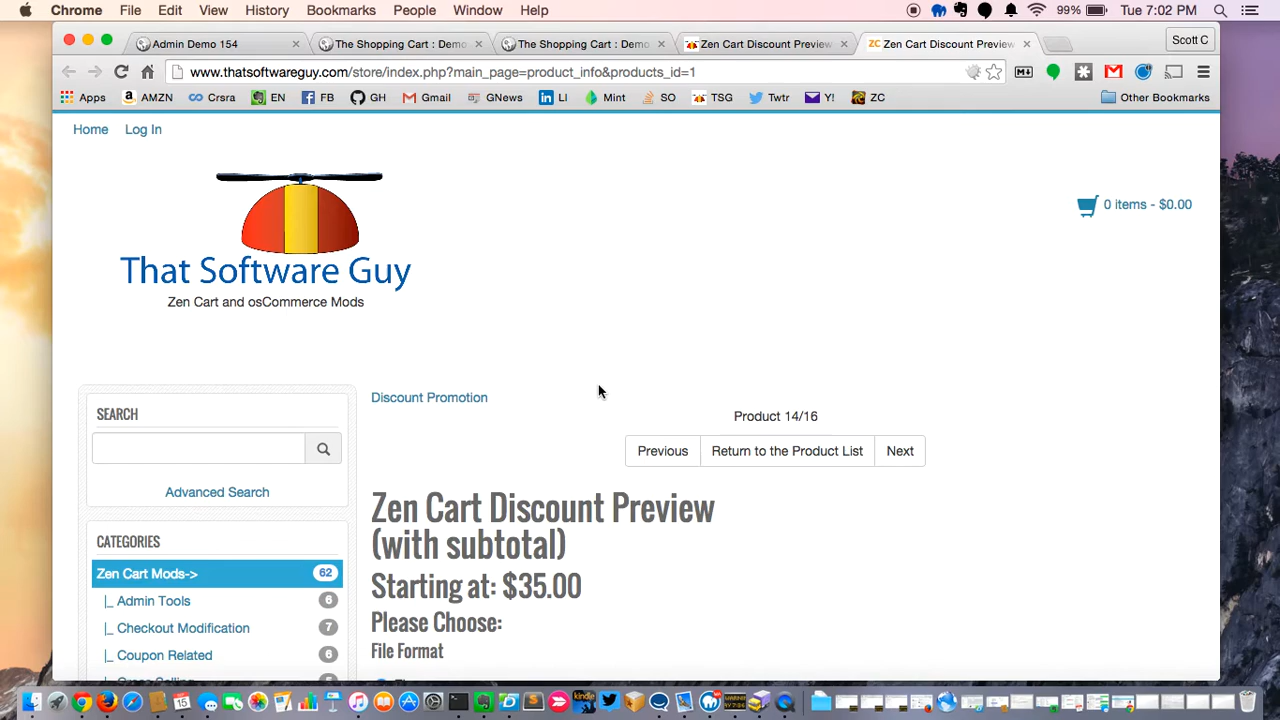 Chrome File Edit View History Bookmarks People Window Help 99% Tue 7:02 PM
Admin Demo 154 The Shopping Cart : Demo The Shopping Cart : Demo Zen Cart Discount Preview ZC Zen Cart Discount Preview Scott C
www.thatsoftwareguy.com/store/index.php?main_page=product_info&products_id=1
Apps AMZN Crsra EN FB GH Gmail GNews LI Mint SO TSG Twtr Y! ZC Other Bookmarks
Home Log In
0 items - $0.00
That Software Guy
Zen Cart and osCommerce Mods
Discount Promotion
Product 14/16
Previous Return to the Product List Next
SEARCH
Advanced Search
CATEGORIES
Zen Cart Mods-> 62
|_ Admin Tools 6
|_ Checkout Modification 7
|_ Coupon Related 6
Zen Cart Discount Preview
(with subtotal)
Starting at: $35.00
Please Choose:
File Format